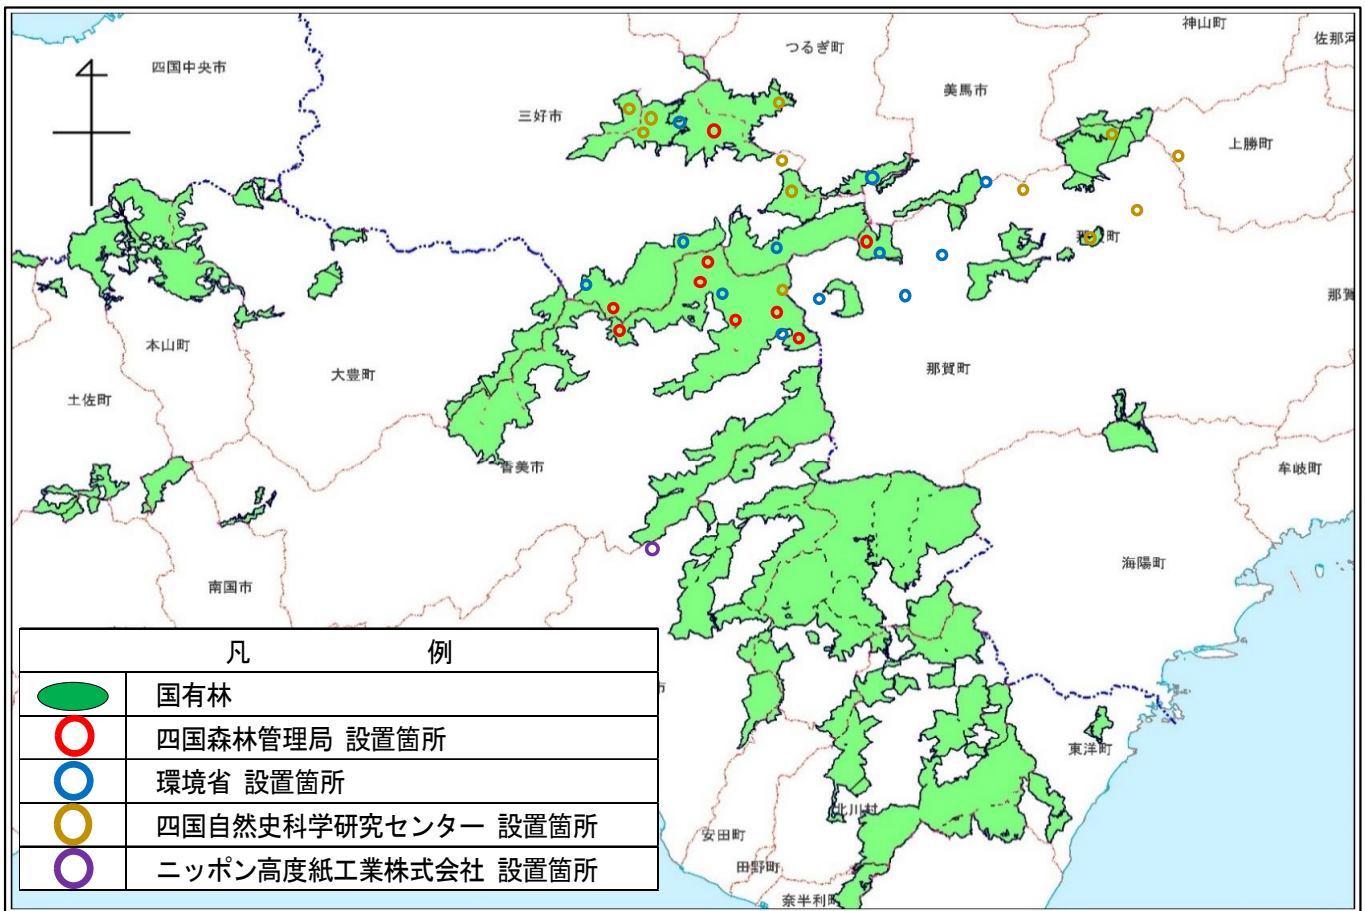 神山町
佐那河
つるぎ町
四国中央市
美馬市
三好市
上勝町
町
那賀
本山町
大豊町
那賀町
土佐町
香美市
牟岐町
海陽町
南国市
市
東洋町
北川村
安田町
田野町
奈半利町
凡 例
国有林
四国森林管理局 設置箇所
環境省 設置箇所
四国自然史科学研究センター 設置箇所
ニッポン高度紙工業株式会社 設置箇所